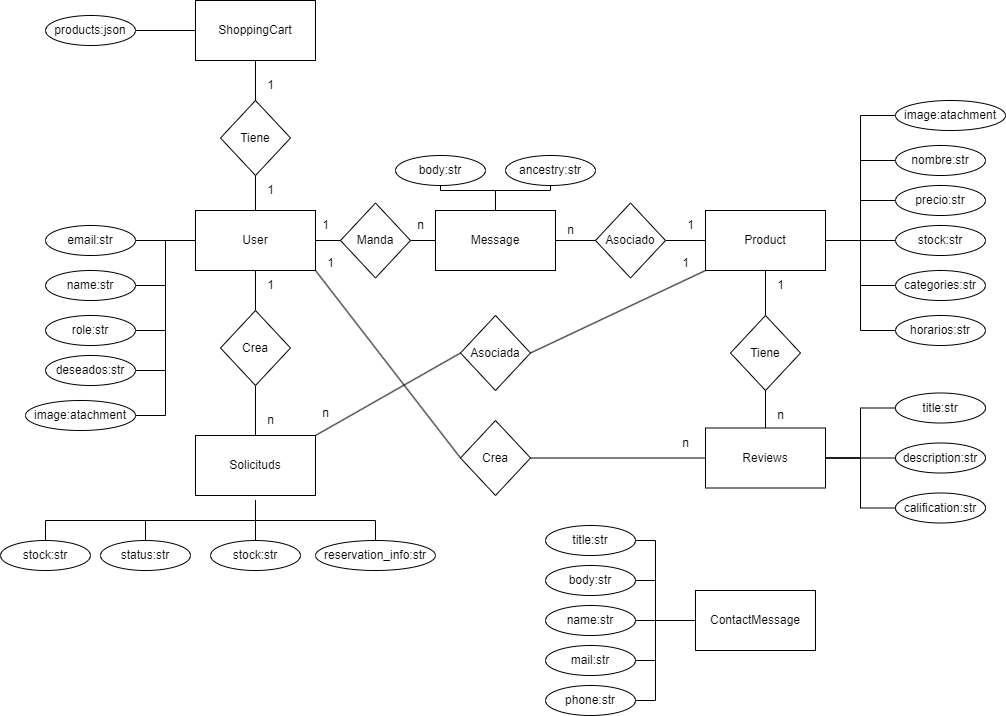 products:json
ShoppingCart
1
Tiene
1
image:atachment
nombre:str
precio:str
stock:str
categories:str
horarios:str
body:str
ancestry:str
email:str
name:str
role:str
deseados:str
image:atachment
User
1
Manda
n
Message
n
Asociado
1
Product
1
1
1
1
Crea
Asociada
Tiene
n
n
n
n
Solicituds
Crea
Reviews
title:str
description:str
calification:str
stock:str
status:str
stock:str
reservation_info:str
title:str
body:str
name:str
mail:str
phone:str
ContactMessage